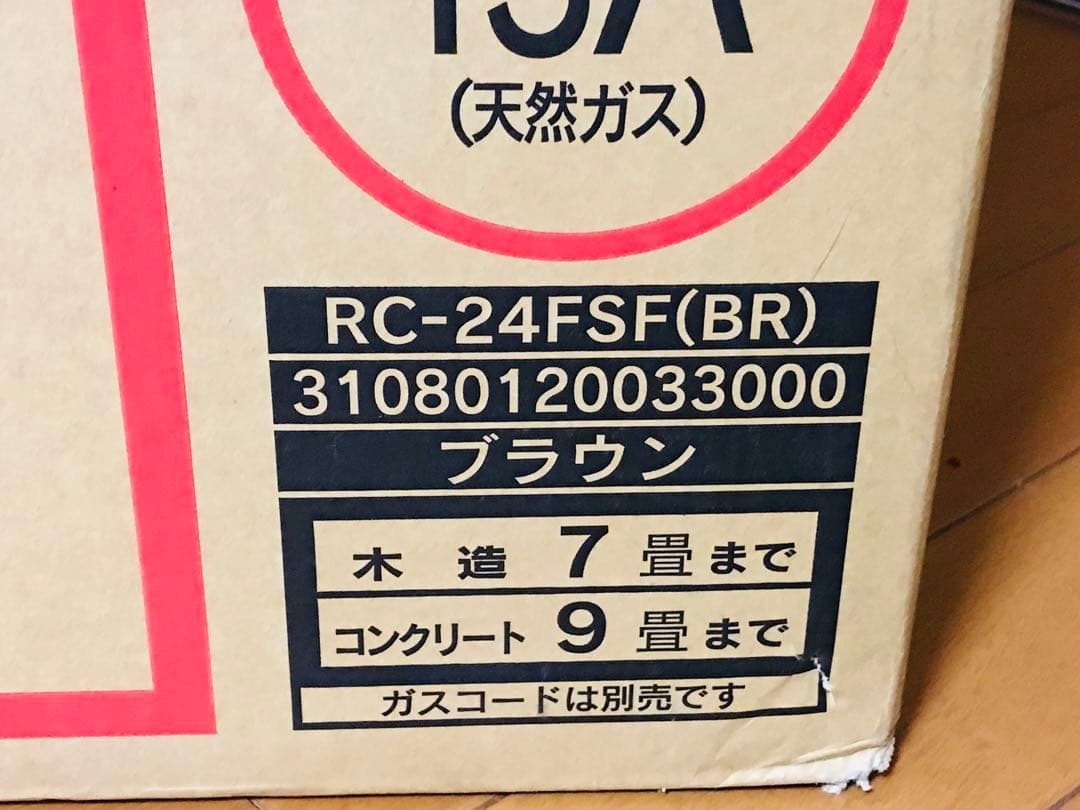 13A
(天然ガス)
RC-24FSF(BR)
31080120033000
ブラウン
木 造 7 畳まで
コンクリート 9 畳まで
ガスコードは別売です